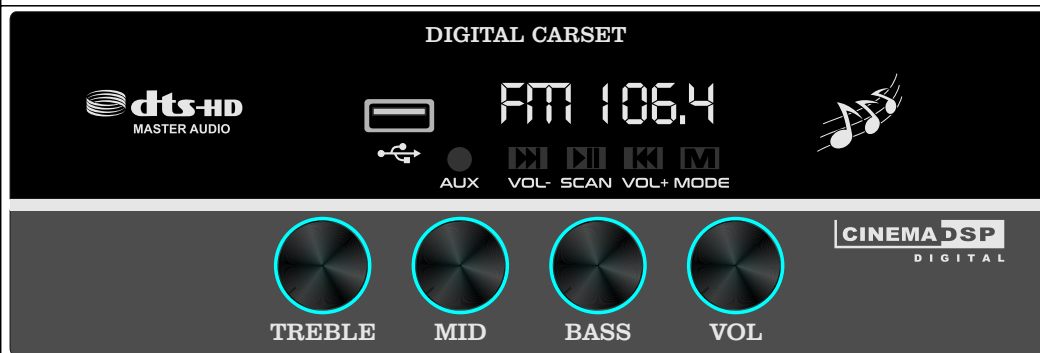 DIGITAL CARSET
dts-HD
MASTER AUDIO
FM 106.4
M
AUX VOL- SCAN VOL+ MODE
CINEMA DSP
DIGITAL
TREBLE MID BASS VOL